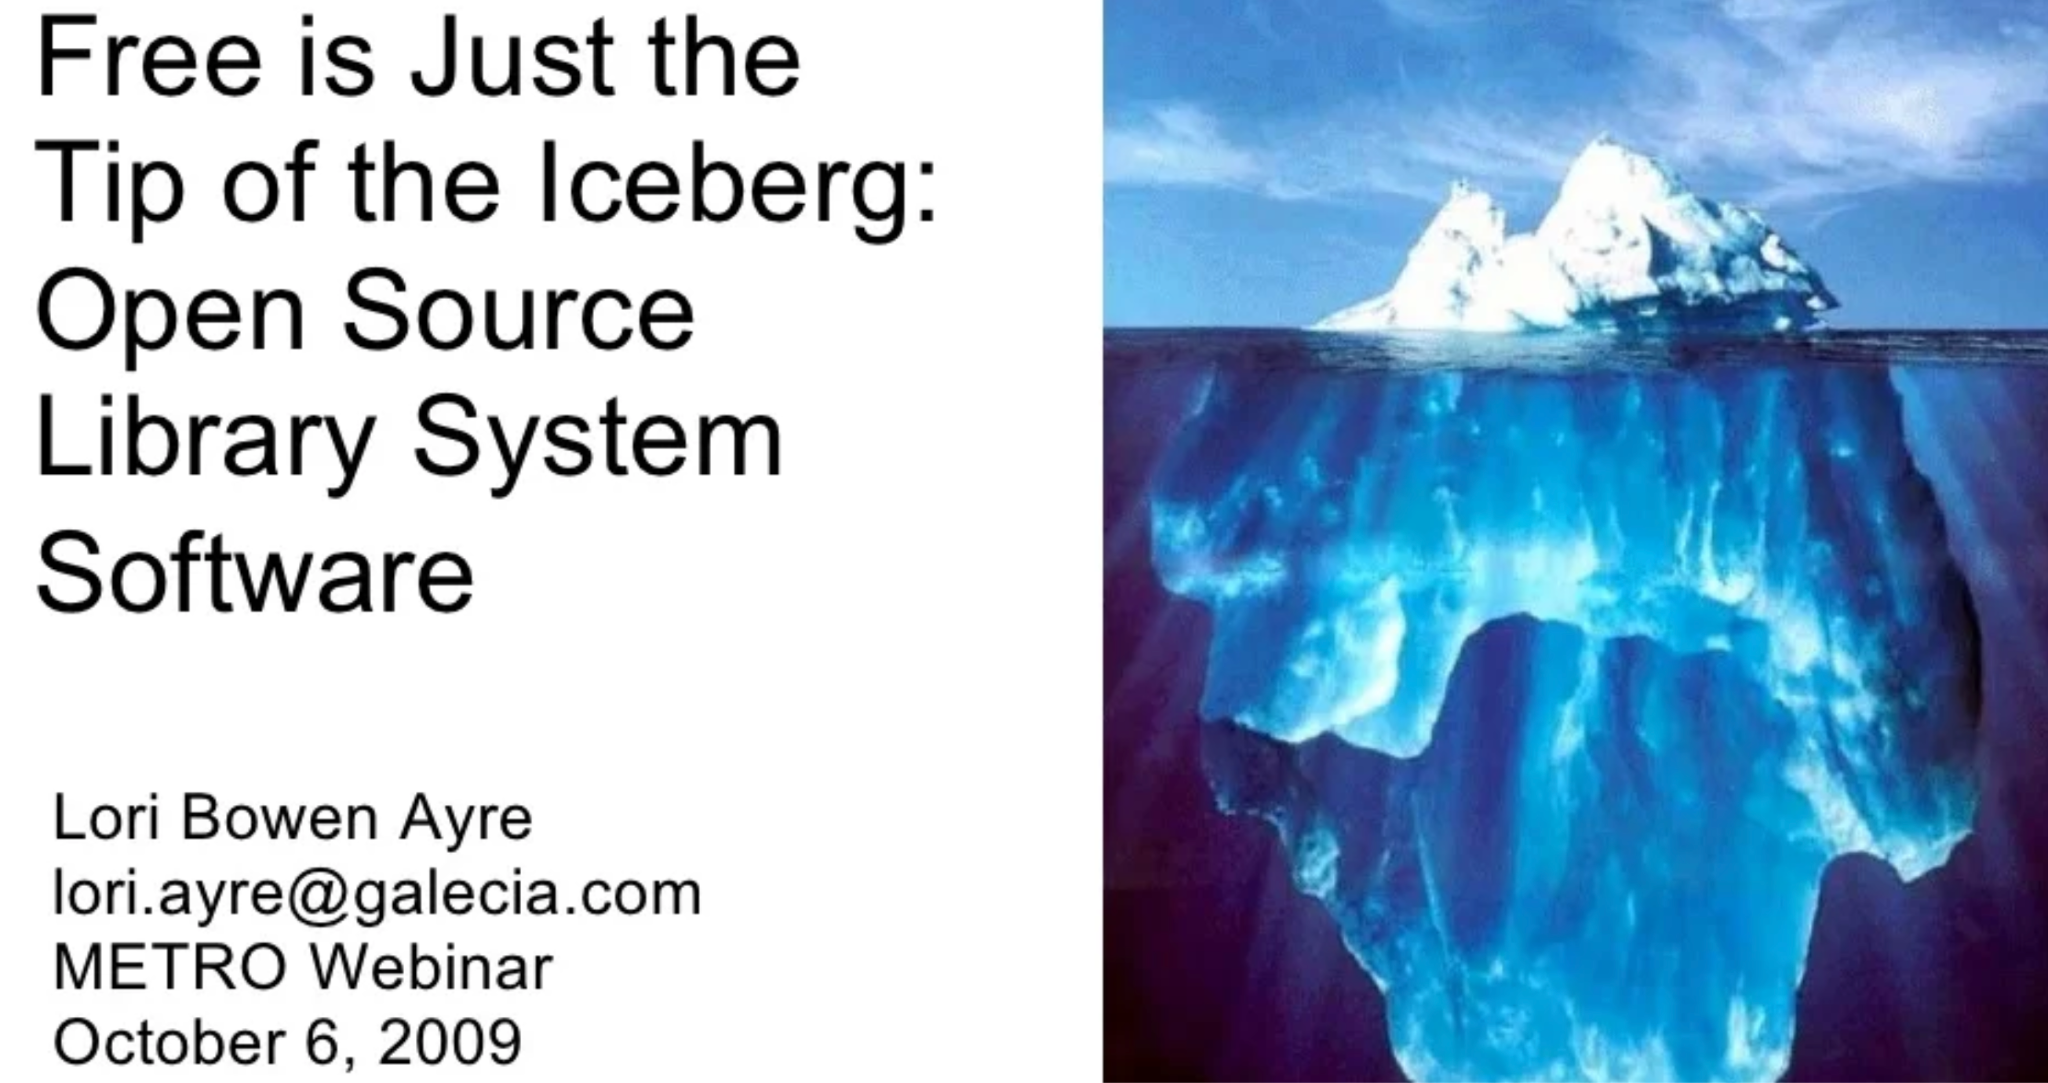 Free is Just the
Tip of the Iceberg:
Open Source
Library System
Software
Lori Bowen Ayre
lori.ayre@galecia.com
METRO Webinar
October 6, 2009